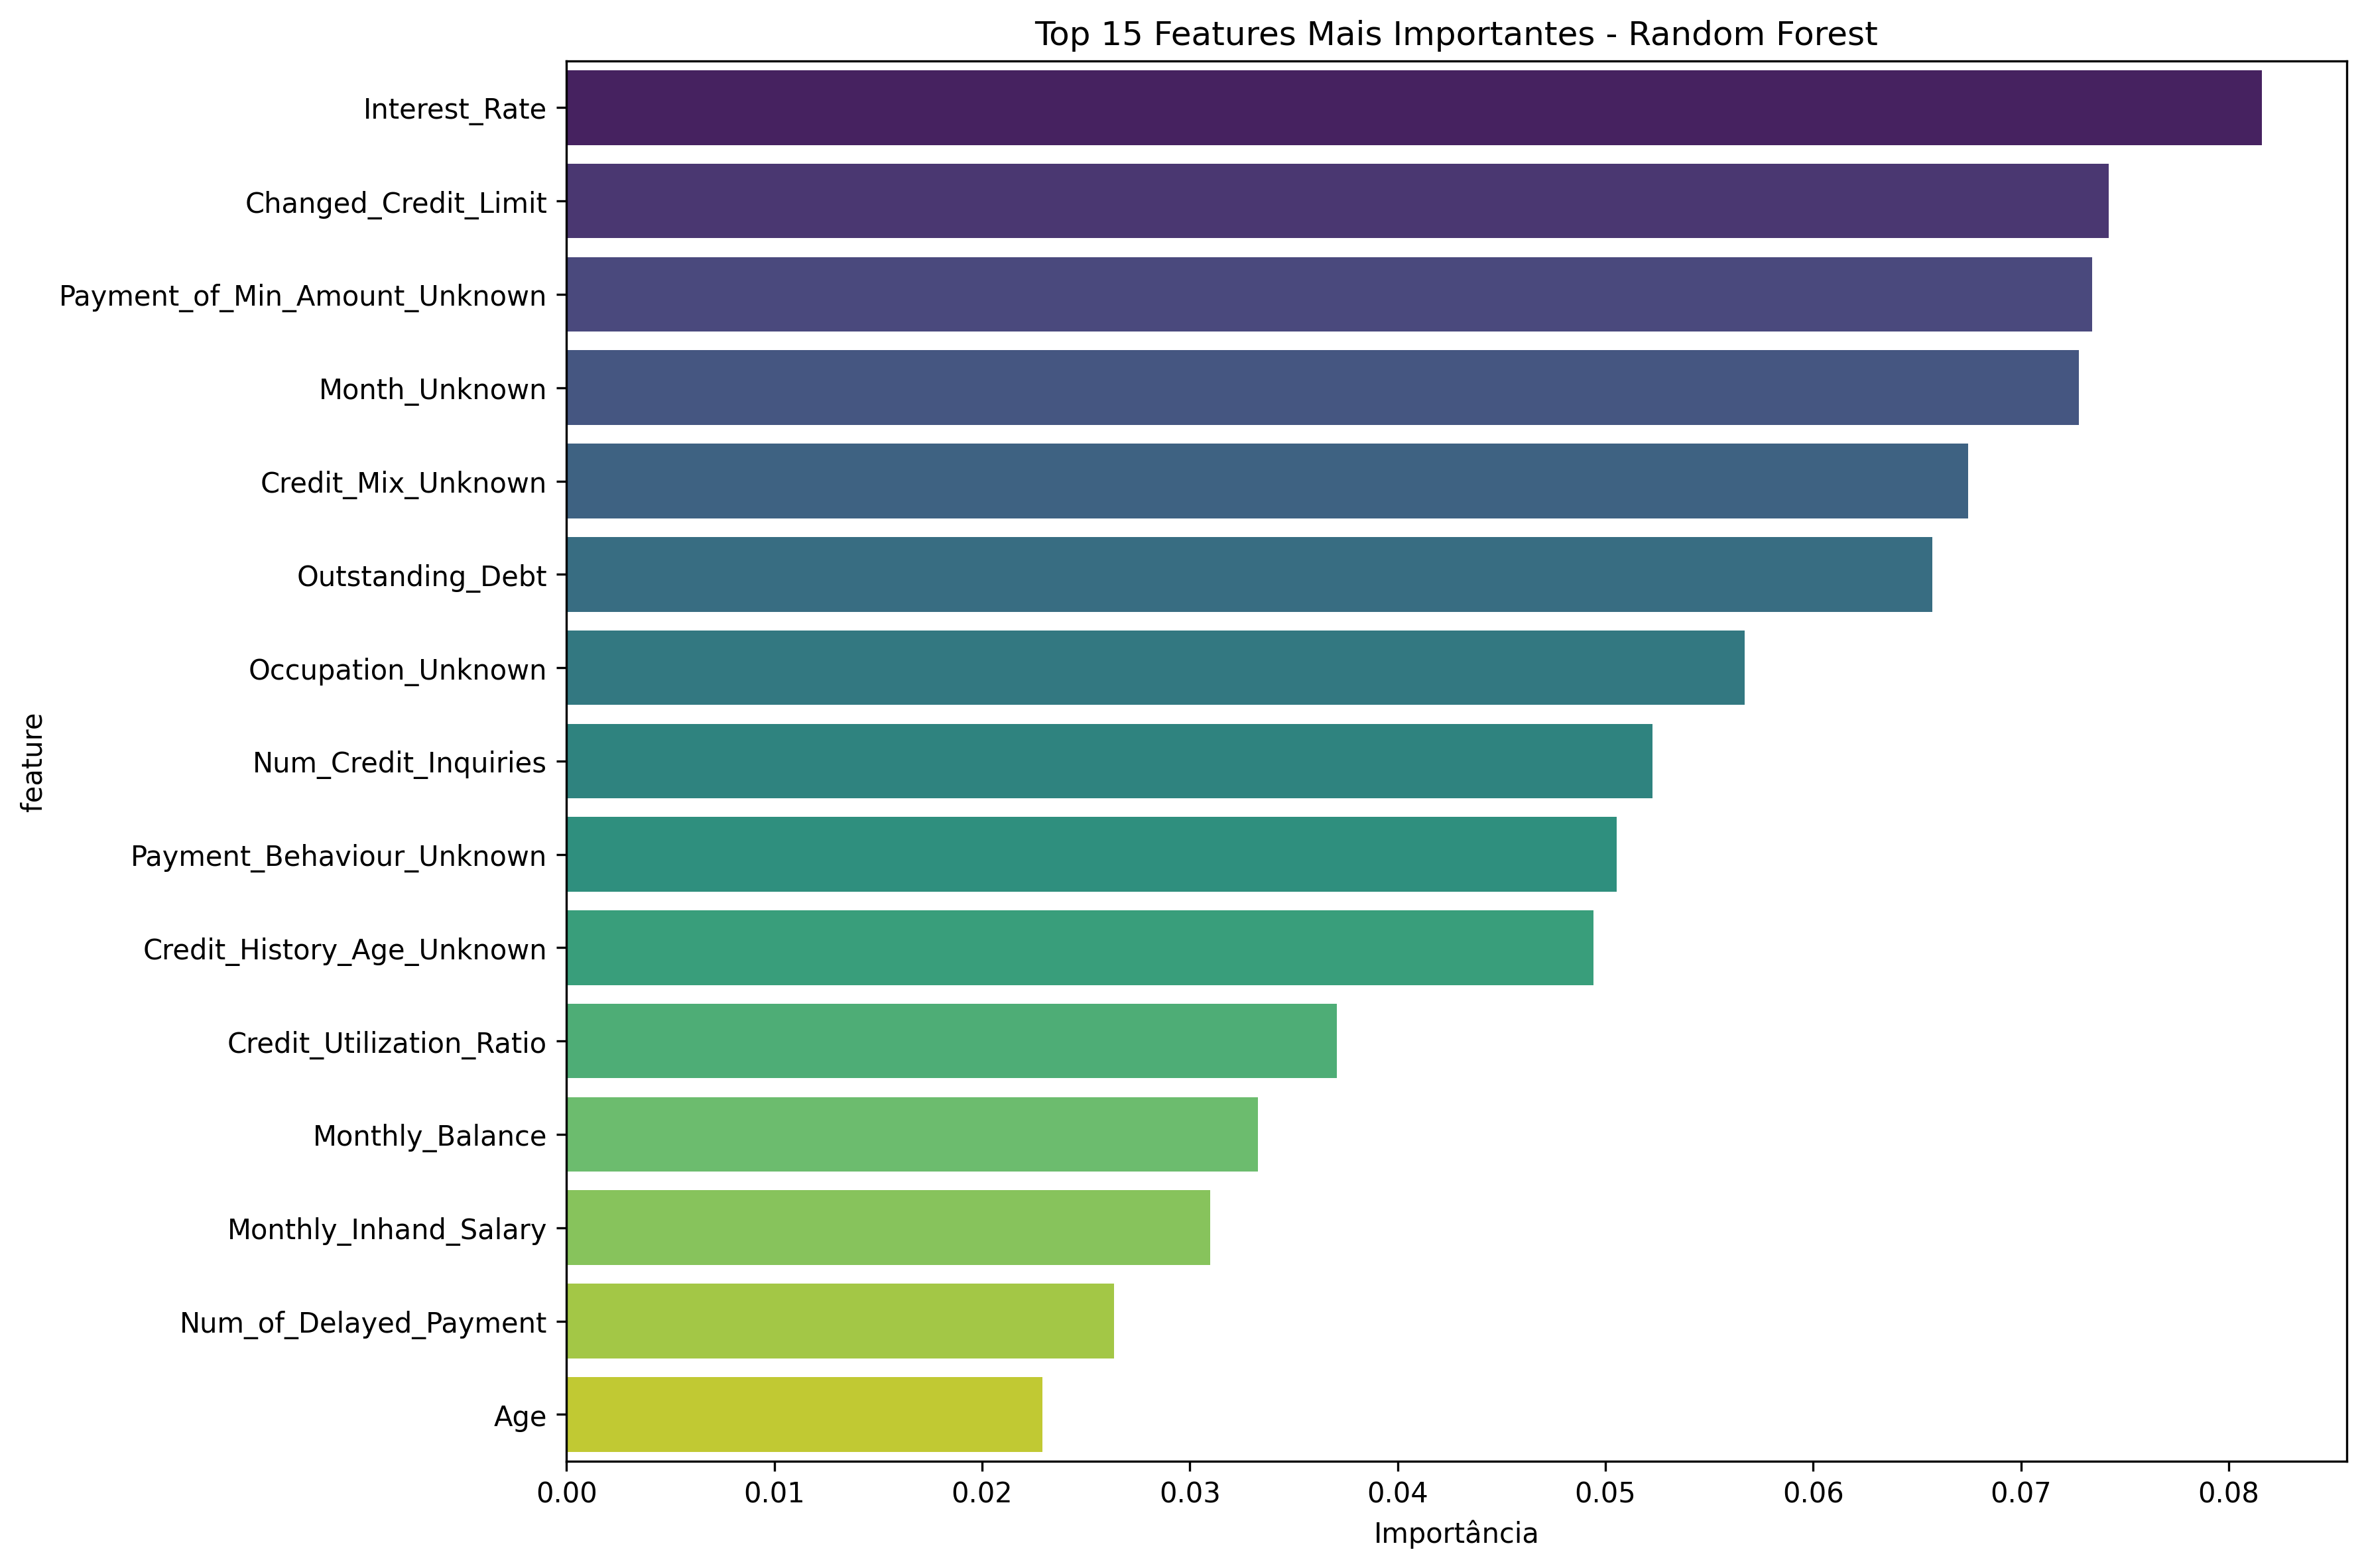 Top 15 Features Mais Importantes - Random Forest
Interest_Rate
Changed_Credit_Limit
Payment_of_Min_Amount_Unknown
Month_Unknown
Credit_Mix_Unknown
Outstanding_Debt
Occupation_Unknown
Num_Credit_Inquiries
Payment_Behaviour_Unknown
Credit_History_Age_Unknown
Credit_Utilization_Ratio
Monthly_Balance
Monthly_Inhand_Salary
Num_of_Delayed_Payment
Age
feature
0.00 0.01 0.02 0.03 0.04 0.05 0.06 0.07 0.08
Importância